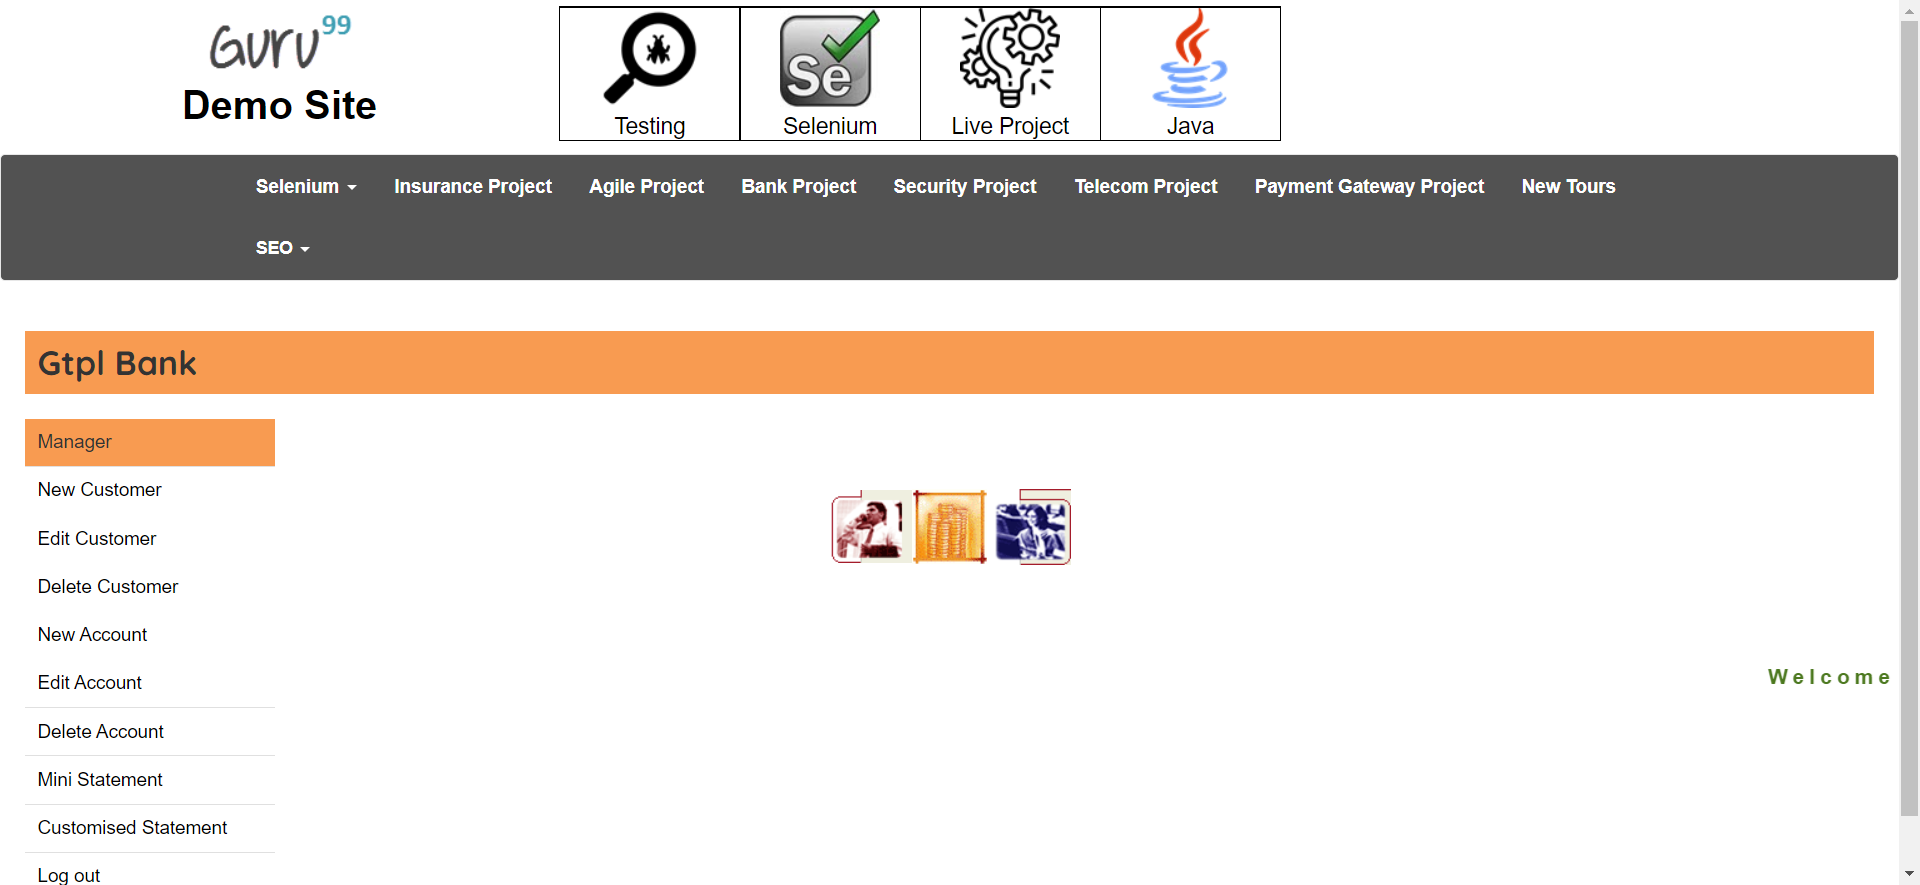 Guru99
Demo Site
Testing
Se
Selenium
Live Project
Java
Selenium
Insurance Project
Agile Project
Bank Project
Security Project
Telecom Project
Payment Gateway Project
New Tours
SEO
Gtpl Bank
Manager
New Customer
Edit Customer
Delete Customer
New Account
Edit Account
Welcome
Delete Account
Mini Statement
Customised Statement
Log out